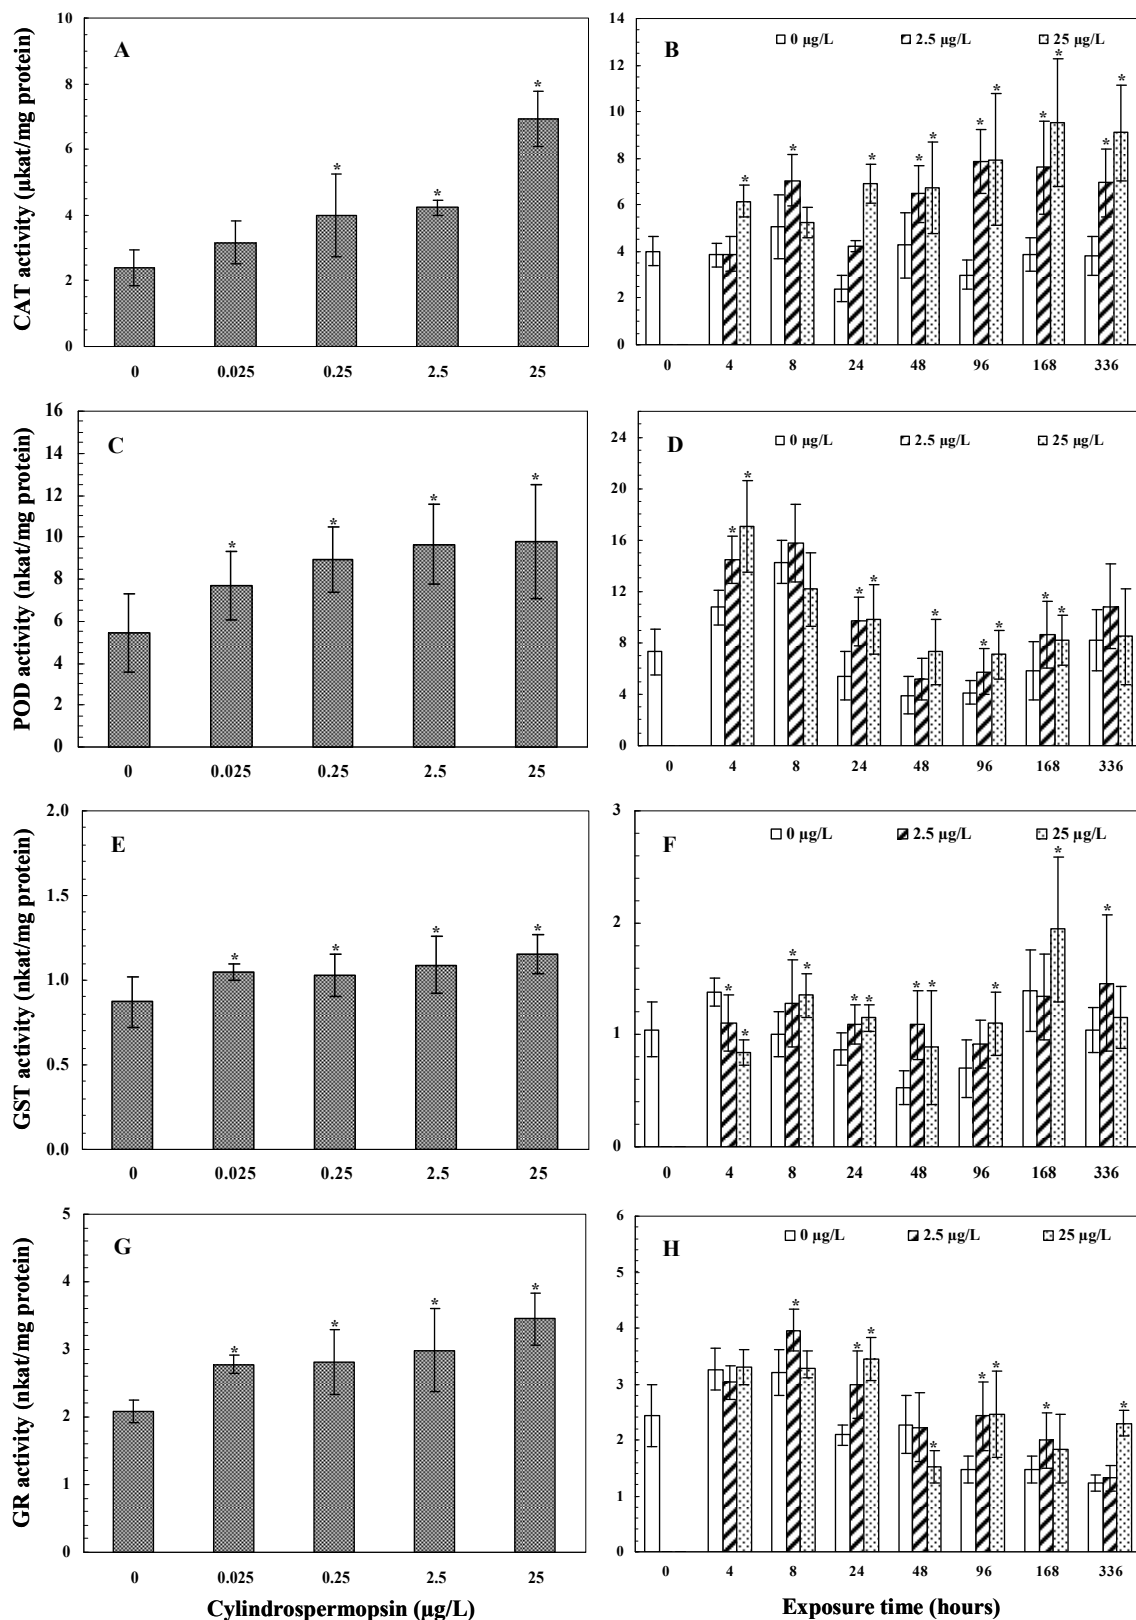 A
CAT activity (µkat/mg protein)
10
8
6
4
2
0
* * *
0 0.025 0.25 2.5 25
B
0 µg/L 2.5 µg/L 25 µg/L
14
12
10
8
6
4
2
0
* * * * * * * * * * *
0 4 8 24 48 96 168 336
C
POD activity (nkat/mg protein)
16
14
12
10
8
6
4
2
0
* * * *
0 0.025 0.25 2.5 25
D
0 µg/L 2.5 µg/L 25 µg/L
24
20
16
12
8
4
0
* * * * * * * * *
0 4 8 24 48 96 168 336
E
GST activity (nkat/mg protein)
2.0
1.5
1.0
0.5
0.0
* * * *
0 0.025 0.25 2.5 25
F
0 µg/L 2.5 µg/L 25 µg/L
3
2
1
0
* * * * * * * * * * *
0 4 8 24 48 96 168 336
G
GR activity (nkat/mg protein)
5
4
3
2
1
0
* * * *
0 0.025 0.25 2.5 25
Cylindrospermopsin (µg/L)
H
0 µg/L 2.5 µg/L 25 µg/L
6
5
4
3
2
1
0
* * * * * * * *
0 4 8 24 48 96 168 336
Exposure time (hours)